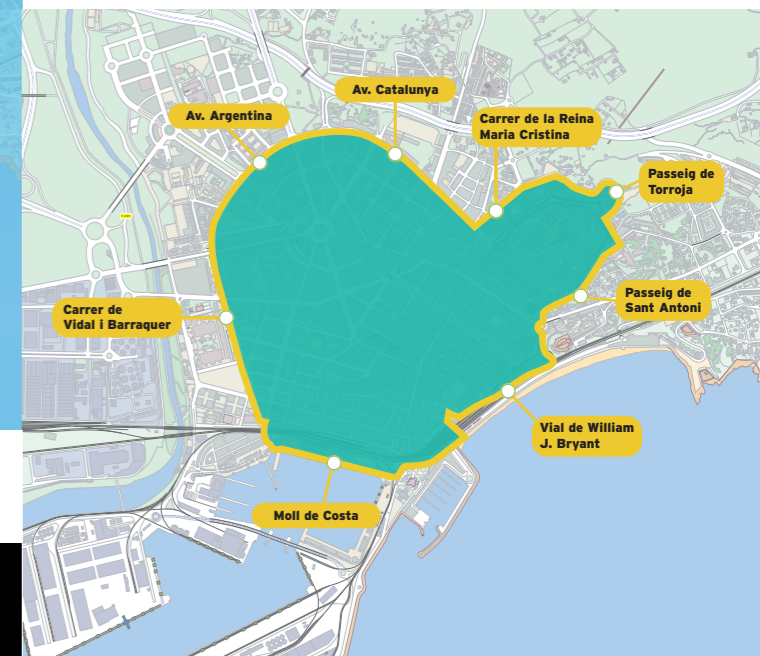 Av. Catalunya
Av. Argentina
Carrer de la Reina
Maria Cristina
Passeig de
Torroja
Passeig de
Sant Antoni
Carrer de
Vidal i Barraquer
Vial de William
J. Bryant
Moll de Costa